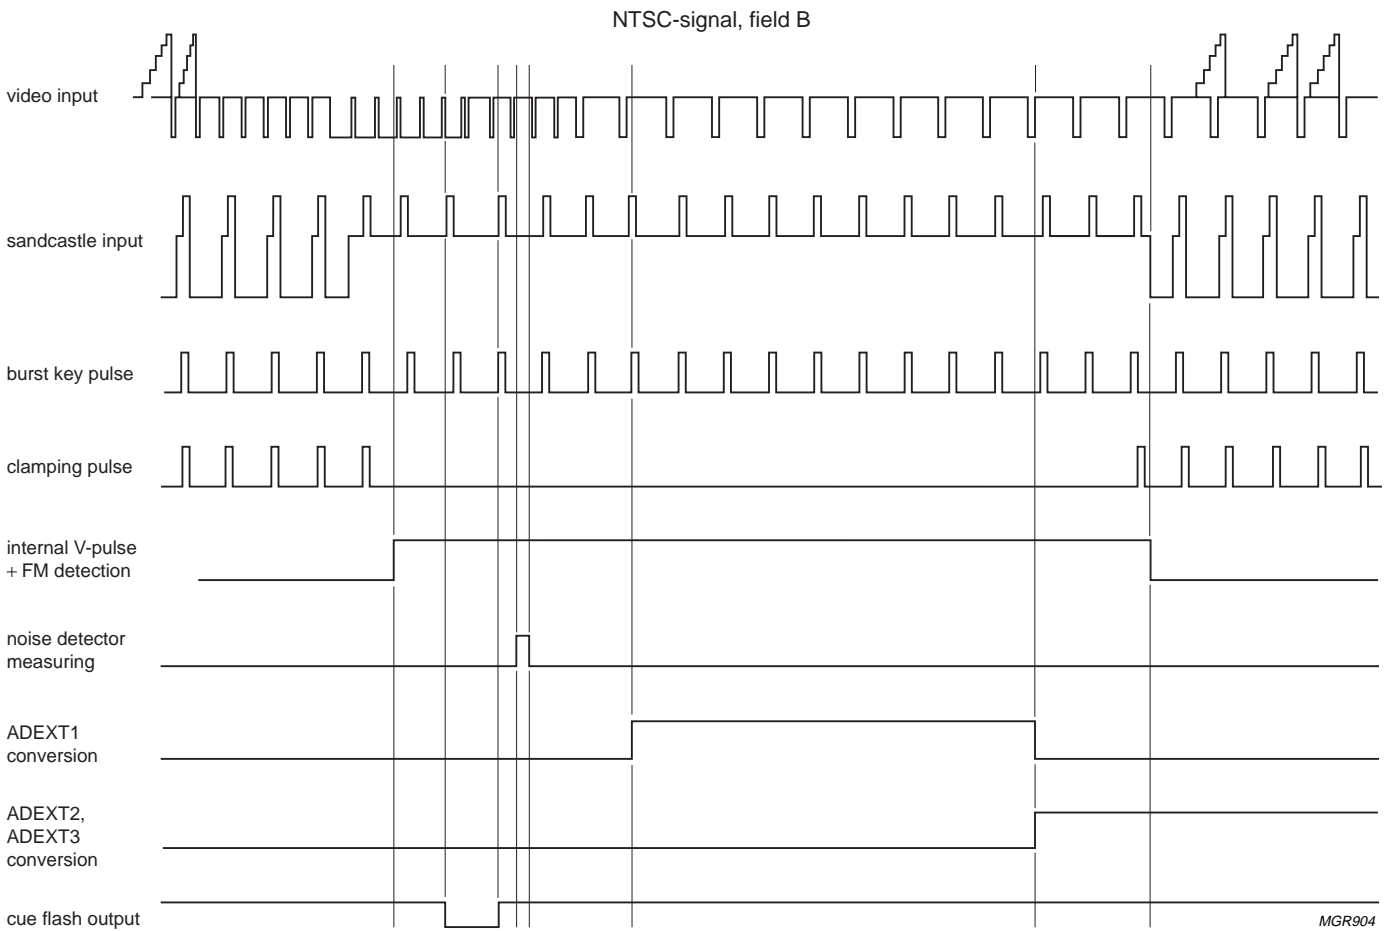 NTSC-signal, field B
video input
sandcastle input
burst key pulse
clamping pulse
internal V-pulse
+ FM detection
noise detector
measuring
ADEXT1
conversion
ADEXT2,
ADEXT3
conversion
cue flash output
MGR904